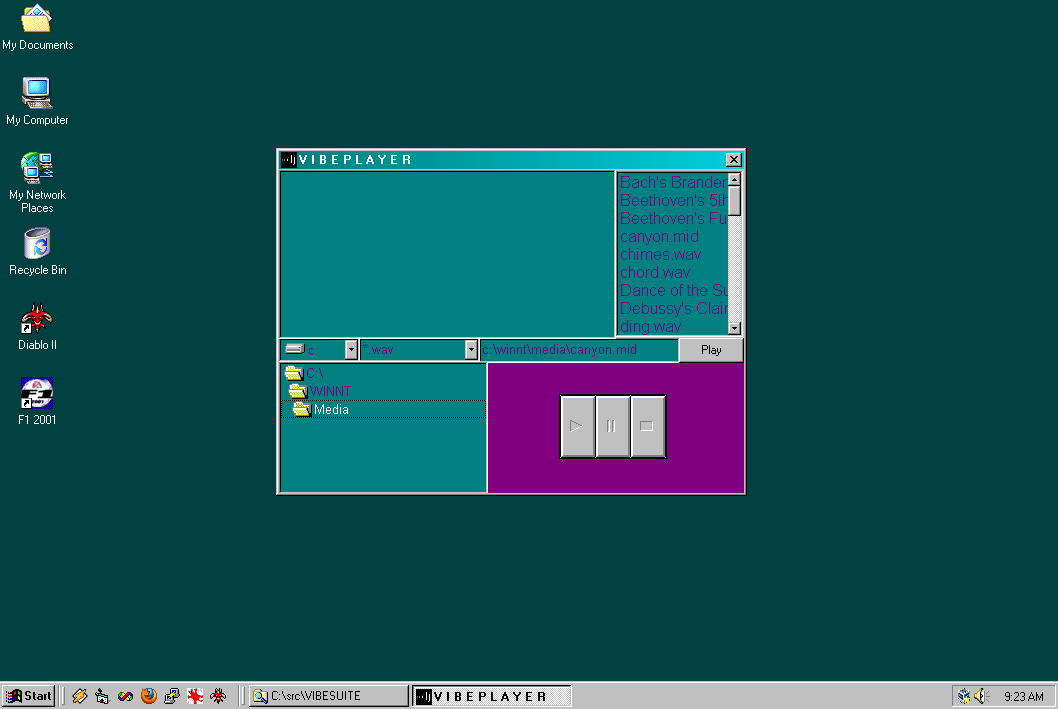 My Documents
My Computer
My Network
Places
Recycle Bin
Diablo II
F1 2001
VIBEPLAYER
Bach's Brander
Beethoven's 5th
Beethoven's Fu
canyon.mid
chimes.wav
chord.wav
Dance of the Su
Debussy's Clair
ding.wav
c:
*.wav
c:\winnt\media\canyon.mid
Play
C:\
WINNT
Media
Start
C:\src\VIBESUITE
VIBEPLAYER
9:23 AM